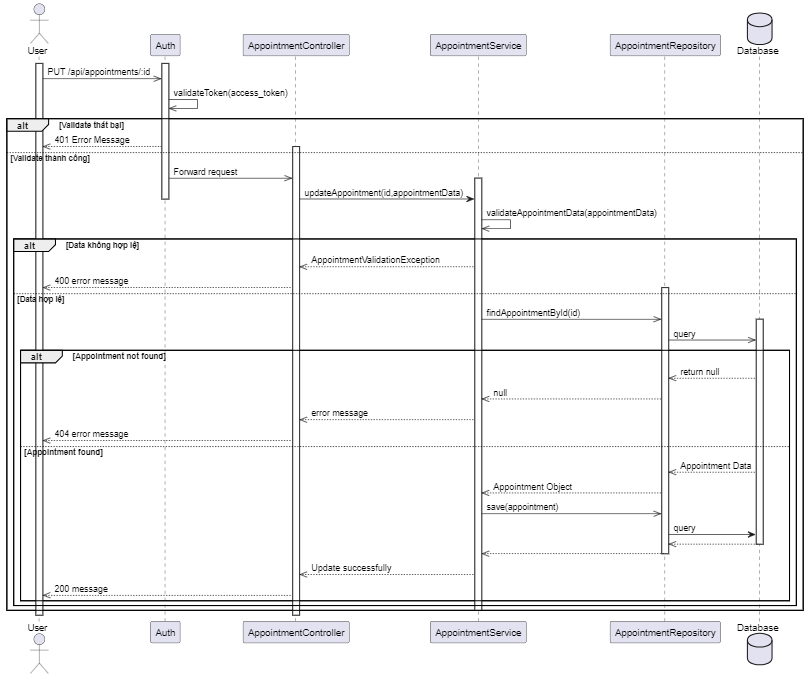 User
Auth
AppointmentController
AppointmentService
AppointmentRepository
Database
PUT /api/appointments/:id
validateToken(access_token)
alt [Validate thất bại]
401 Error Message
[Validate thành công]
Forward request
updateAppointment(id,appointmentData)
validateAppointmentData(appointmentData)
alt [Data không hợp lệ]
AppointmentValidationException
400 error message
[Data hợp lệ]
findAppointmentById(id)
query
alt [Appointment not found]
return null
null
error message
404 error message
[Appointment found]
Appointment Data
Appointment Object
save(appointment)
query
Update successfully
200 message
User
Auth
AppointmentController
AppointmentService
AppointmentRepository
Database